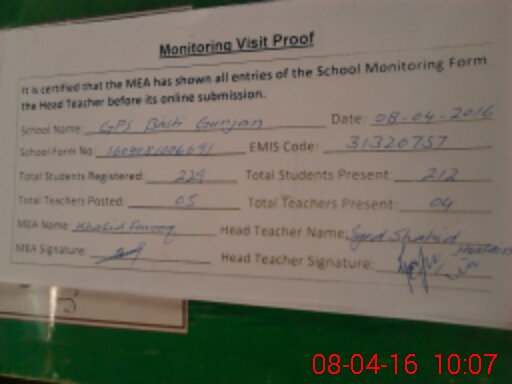 Monitoring Visit Proof
It is certified that the MEA has shown all entries of the School Monitoring Form
the Head Teacher before its online submission.
School Name: GPS Basti Gunjan Date: 08-04-2016
School Form No: EMIS Code: 31320757
Total Students Registered: 229 Total Students Present: 212
Total Teachers Posted: 05 Total Teachers Present: 04
MEA Name: Khalid Farooq Head Teacher Name: Syed Shahid Hussain
MEA Signature: Head Teacher Signature:
08-04-16 10:07